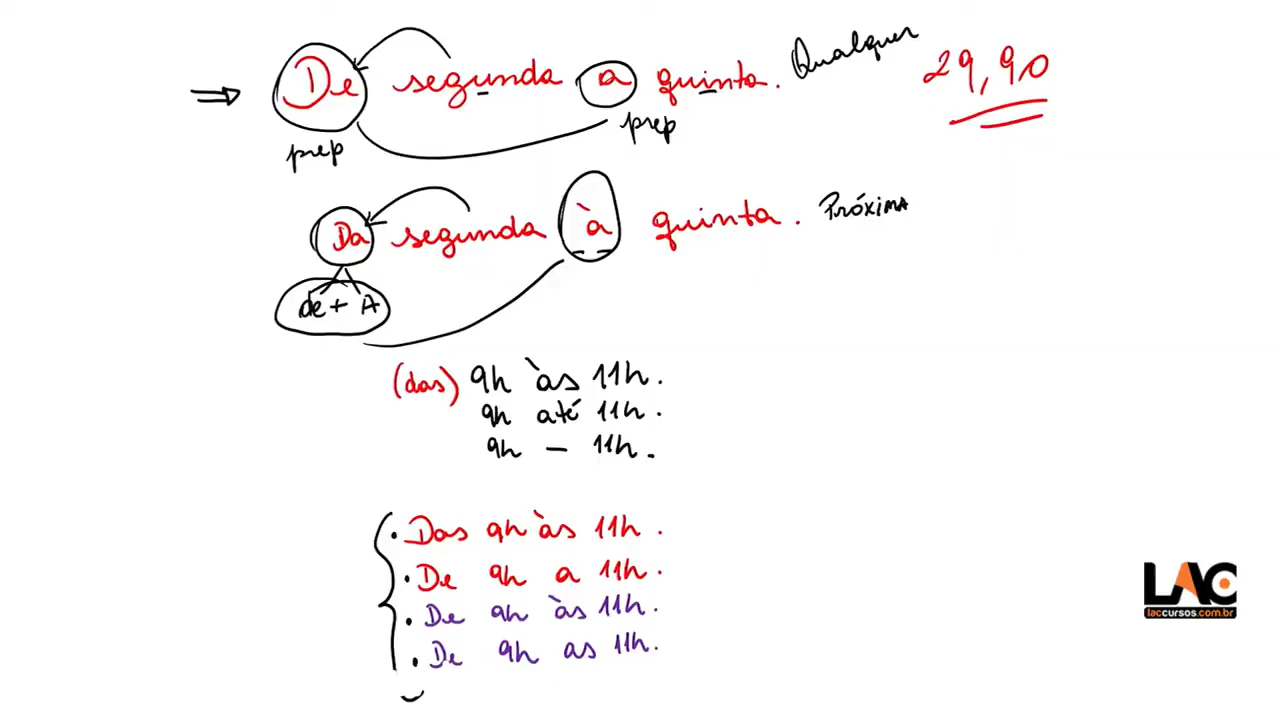 ⇒ De segunda a quinta. Qualquer 29,90
prep prep
Da segunda à quinta. Próxima
de + A
(das) 9h às 11h.
9h até 11h.
9h – 11h.
• Das 9h às 11h.
• De 9h a 11h.
• De 9h às 11h.
• De 9h as 11h.
LAC
laccursos.com.br